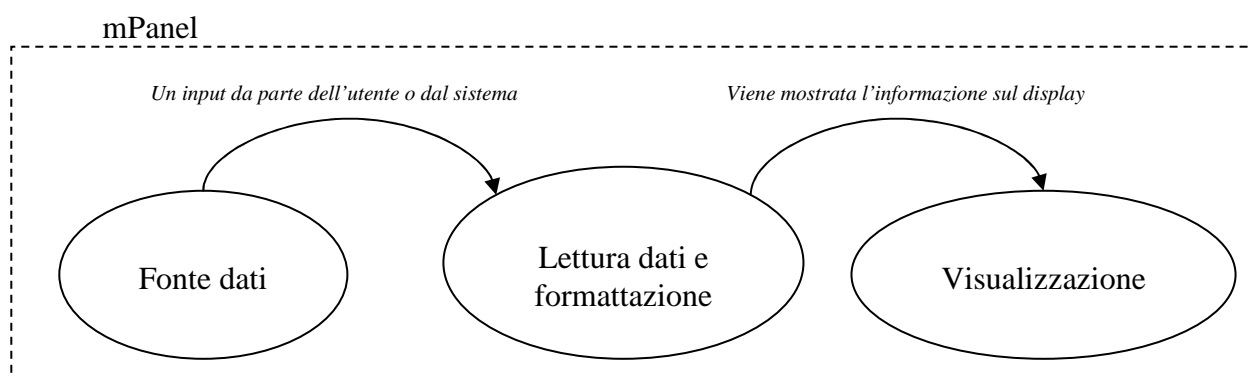 mPanel
Un input da parte dell’utente o dal sistema
Viene mostrata l’informazione sul display
Fonte dati
Lettura dati e
formattazione
Visualizzazione